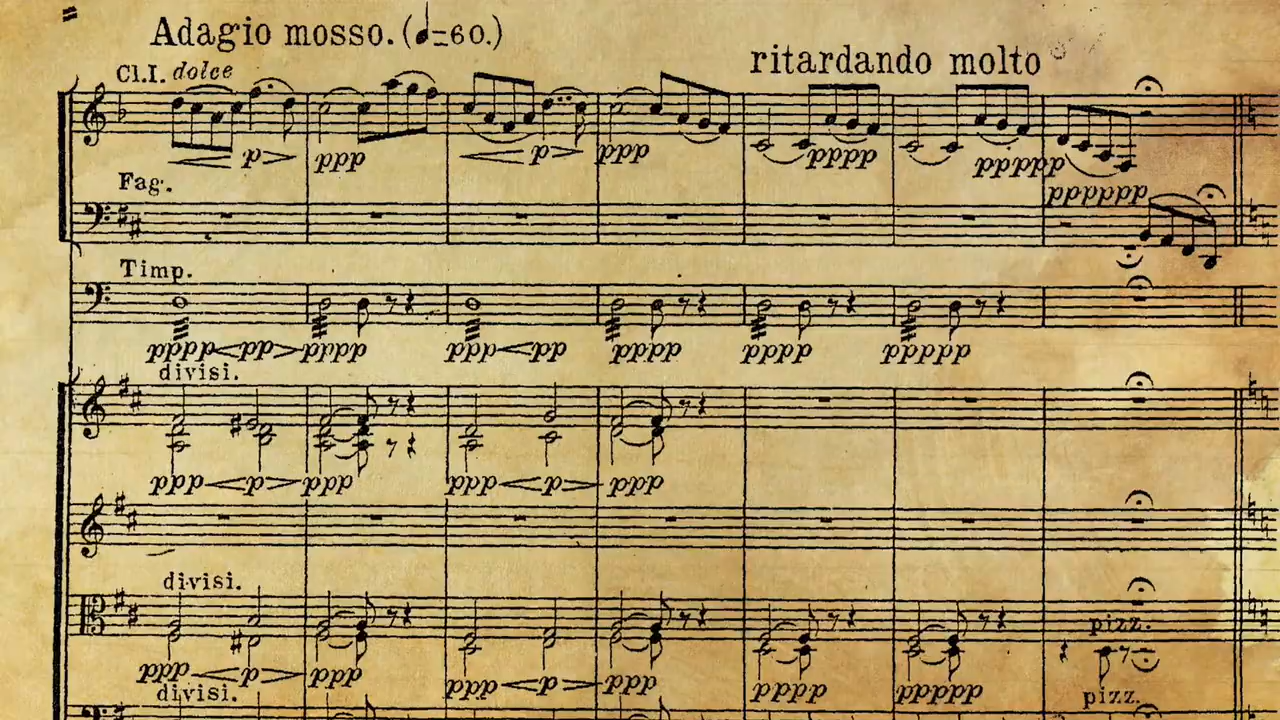 Adagio mosso. (♩=60.)
ritardando molto
Cl.I. dolce
p ppp p ppp pppp ppppp
pppppp
Fag.
Timp.
pppp pp pppp ppp pp pppp pppp ppppp
divisi.
ppp p ppp ppp p ppp
divisi.
pizz.
ppp p ppp ppp p ppp pppp ppppp
divisi.
pizz.